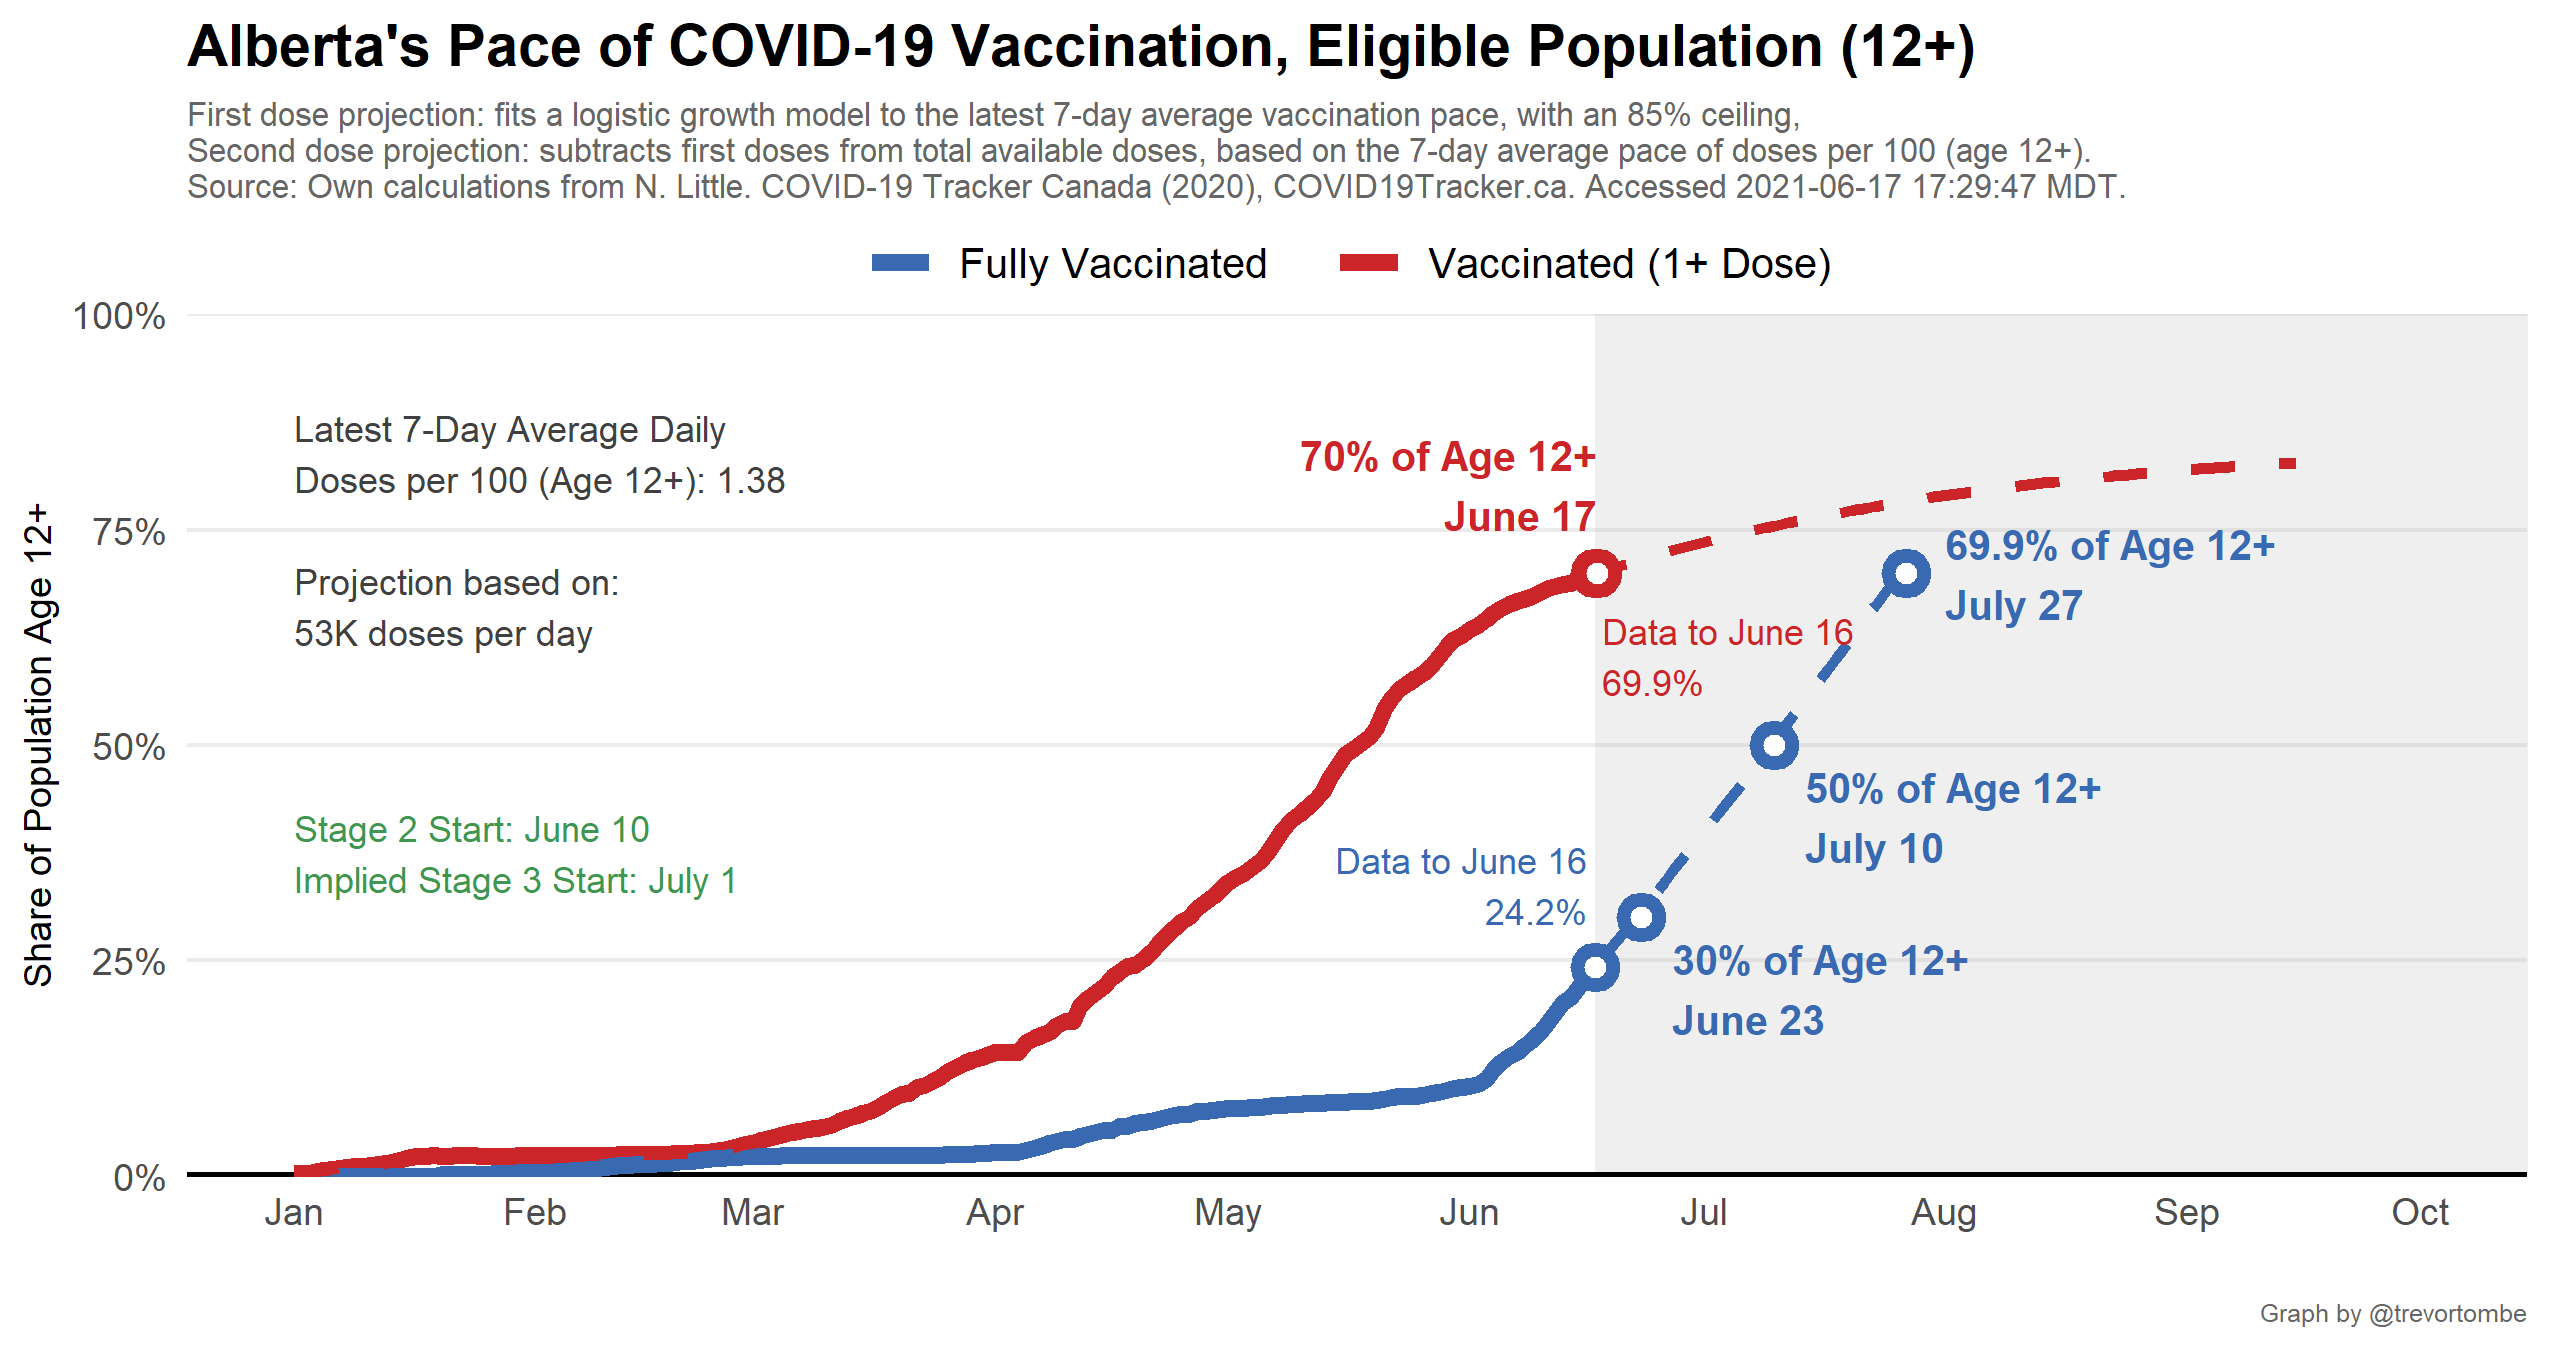 Alberta's Pace of COVID-19 Vaccination, Eligible Population (12+)
First dose projection: fits a logistic growth model to the latest 7-day average vaccination pace, with an 85% ceiling,
Second dose projection: subtracts first doses from total available doses, based on the 7-day average pace of doses per 100 (age 12+).
Source: Own calculations from N. Little. COVID-19 Tracker Canada (2020), COVID19Tracker.ca. Accessed 2021-06-17 17:29:47 MDT.
Fully Vaccinated
Vaccinated (1+ Dose)
Share of Population Age 12+
100%
75%
50%
25%
0%
Latest 7-Day Average Daily
Doses per 100 (Age 12+): 1.38
Projection based on:
53K doses per day
Stage 2 Start: June 10
Implied Stage 3 Start: July 1
70% of Age 12+
June 17
Data to June 16
69.9%
69.9% of Age 12+
July 27
50% of Age 12+
July 10
Data to June 16
24.2%
30% of Age 12+
June 23
Jan
Feb
Mar
Apr
May
Jun
Jul
Aug
Sep
Oct
Graph by @trevortombe